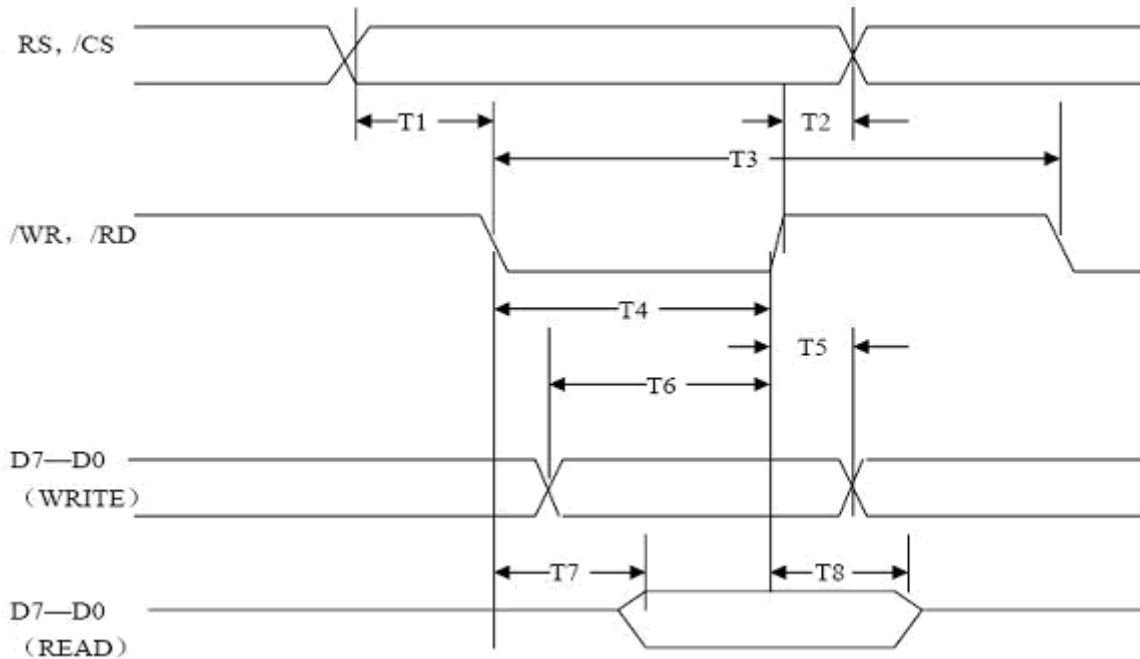 RS，/CS
T1
T2
T3
/WR，/RD
T4
T5
T6
D7—D0
（WRITE）
T7
T8
D7—D0
（READ）